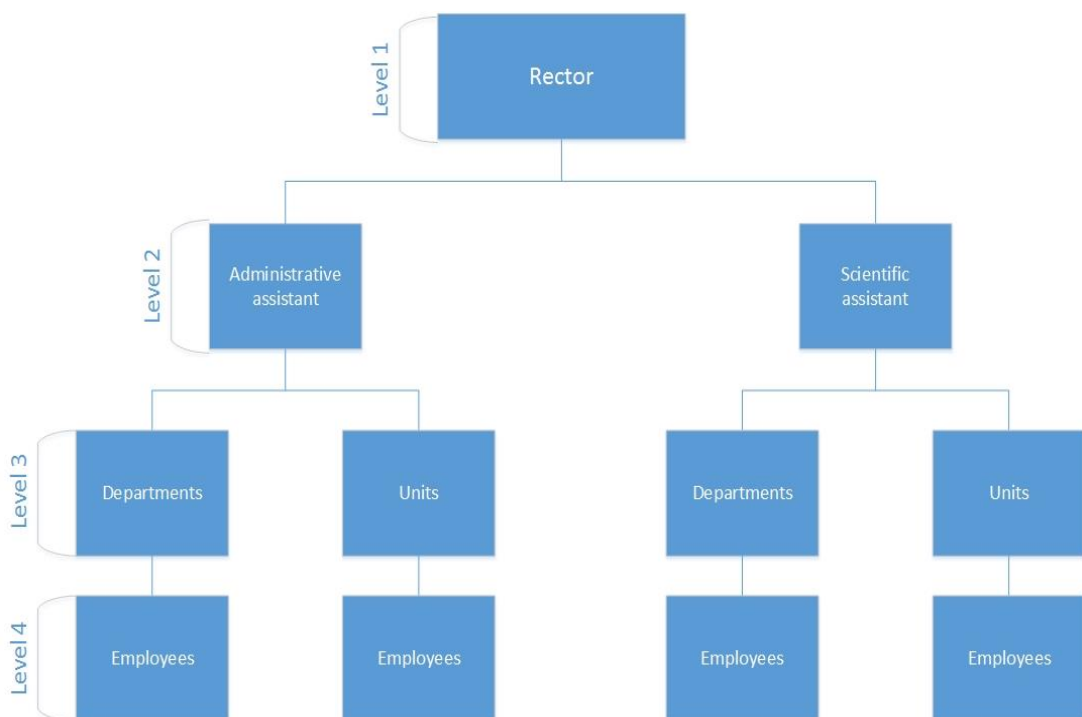 Level 1
Rector
Level 2
Administrative
assistant
Scientific
assistant
Level 3
Departments
Units
Departments
Units
Level 4
Employees
Employees
Employees
Employees